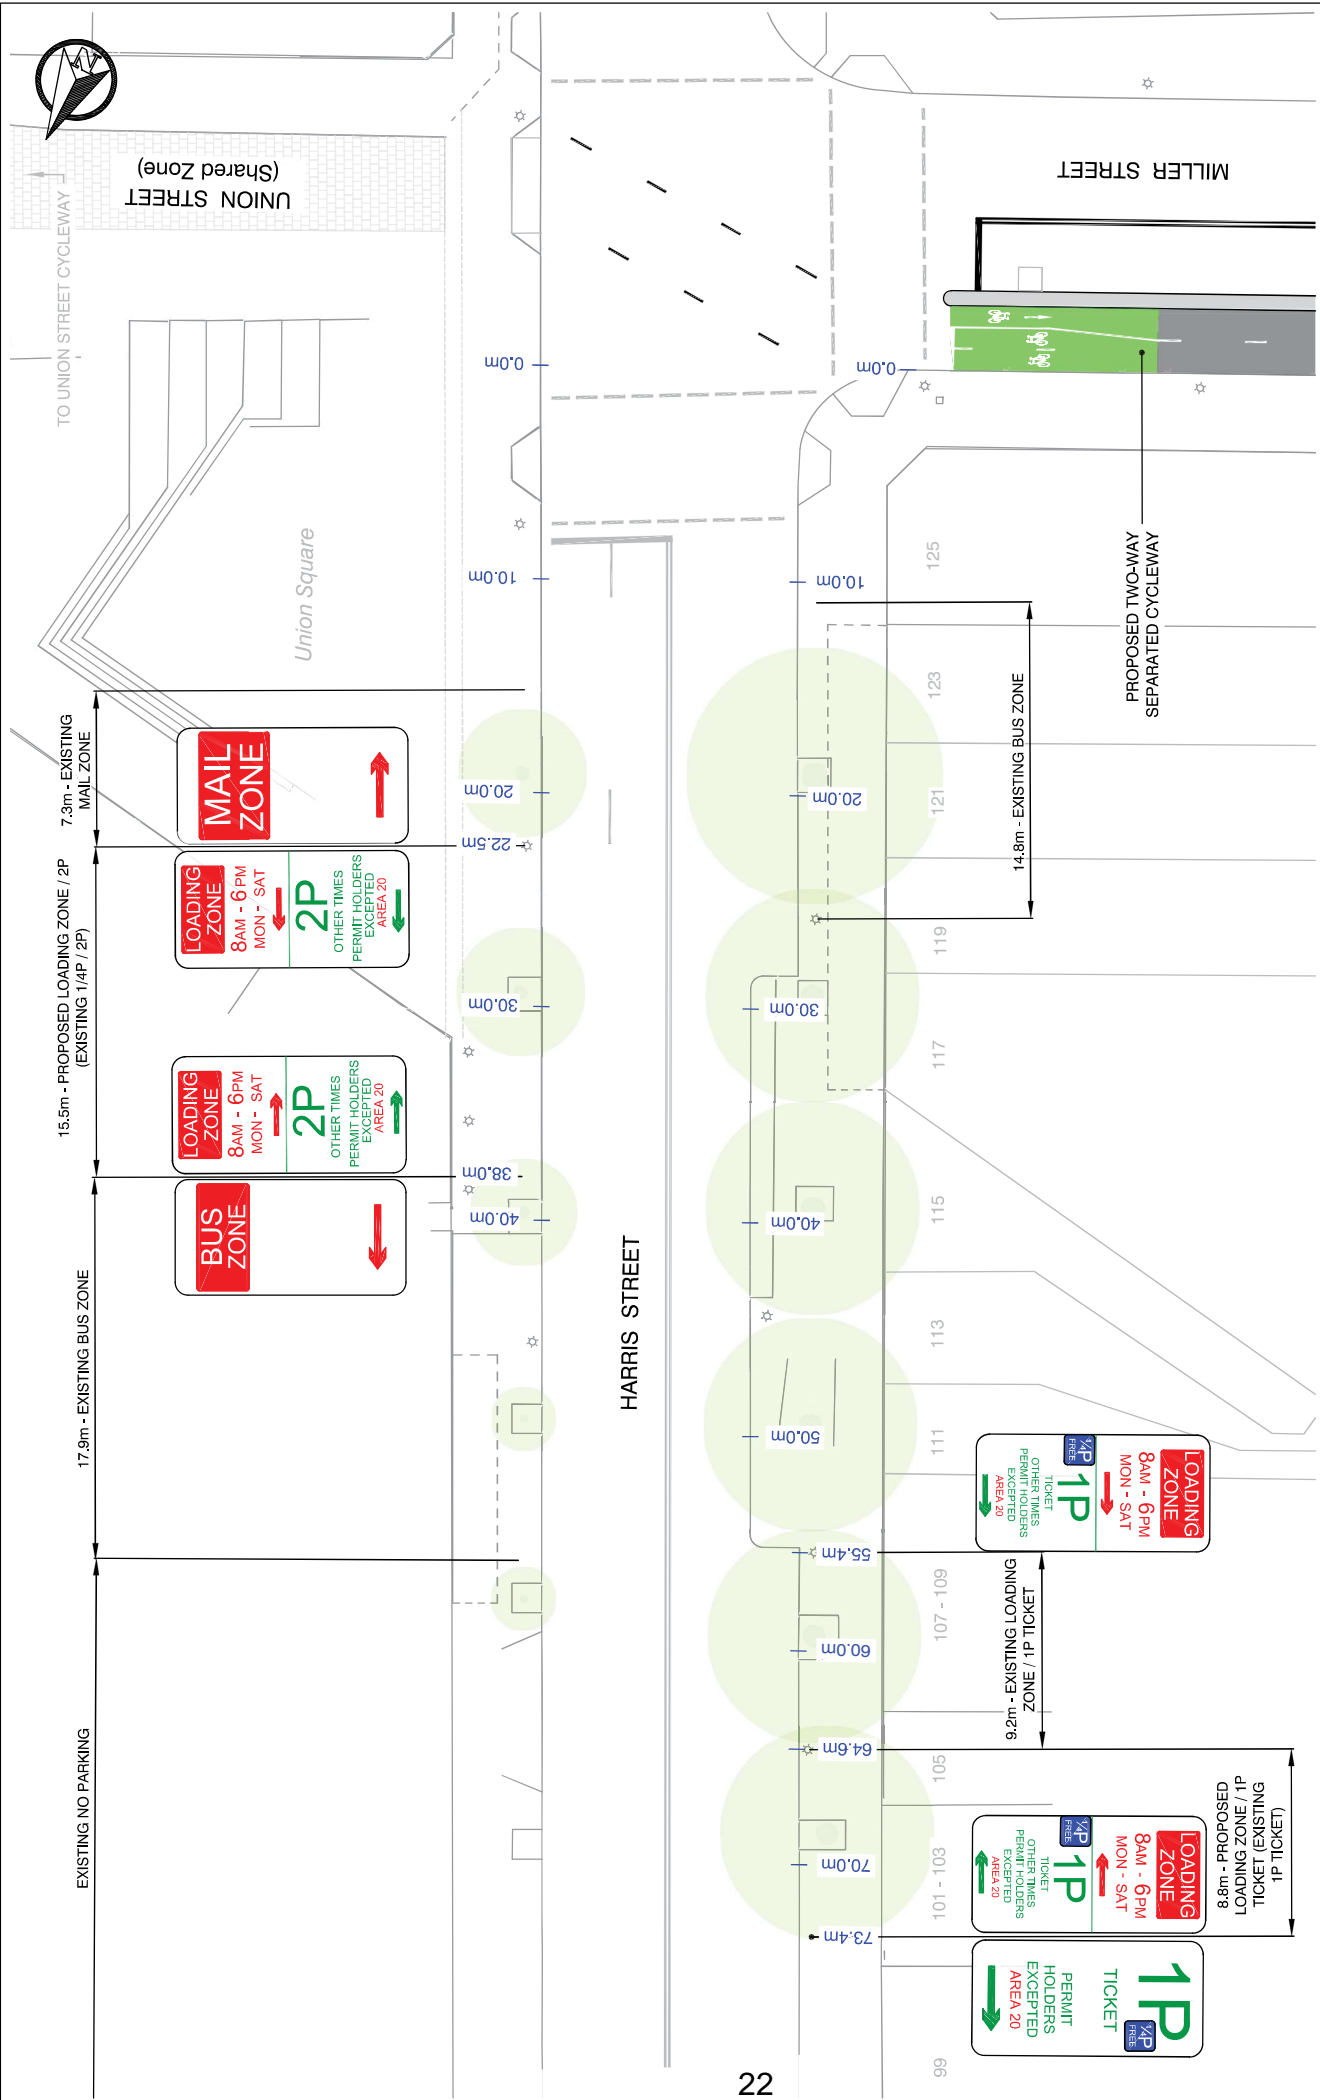 N
UNION STREET
(Shared Zone)
TO UNION STREET CYCLEWAY
MILLER STREET
PROPOSED TWO-WAY
SEPARATED CYCLEWAY
Union Square
HARRIS STREET
0.0m
10.0m
20.0m
22.5m
30.0m
38.0m
40.0m
0.0m
10.0m
20.0m
30.0m
40.0m
50.0m
55.4m
60.0m
64.6m
70.0m
73.4m
7.3m - EXISTING
MAIL ZONE
15.5m - PROPOSED LOADING ZONE / 2P
(EXISTING 1/4P / 2P)
17.9m - EXISTING BUS ZONE
EXISTING NO PARKING
MAIL
ZONE
LOADING
ZONE
8AM - 6PM
MON - SAT
2P
OTHER TIMES
PERMIT HOLDERS
EXCEPTED
AREA 20
LOADING
ZONE
8AM - 6PM
MON - SAT
2P
OTHER TIMES
PERMIT HOLDERS
EXCEPTED
AREA 20
BUS
ZONE
125
123
121
119
117
115
113
111
107 - 109
105
101 - 103
99
14.8m - EXISTING BUS ZONE
9.2m - EXISTING LOADING
ZONE / 1P TICKET
8.8m - PROPOSED
LOADING ZONE / 1P
TICKET (EXISTING
1P TICKET)
LOADING
ZONE
8AM - 6PM
MON - SAT
1/4P
FREE
1P
TICKET
OTHER TIMES
PERMIT HOLDERS
EXCEPTED
AREA 20
LOADING
ZONE
8AM - 6PM
MON - SAT
1/4P
FREE
1P
TICKET
OTHER TIMES
PERMIT HOLDERS
EXCEPTED
AREA 20
1P
1/4P
FREE
TICKET
PERMIT
HOLDERS
EXCEPTED
AREA 20
22